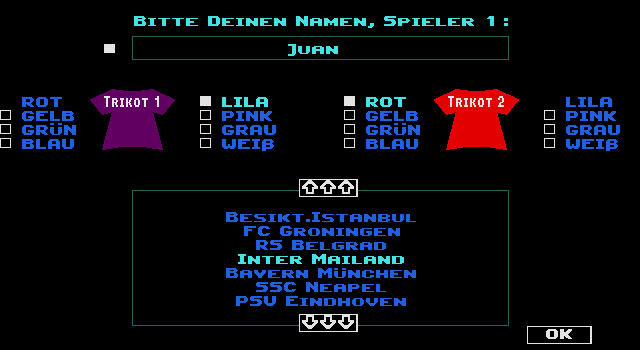 Bitte Deinen Namen, Spieler 1:
Juan
ROT
GELB
GRÜN
BLAU
Trikot 1
LILA
PINK
GRAU
WEIß
ROT
GELB
GRÜN
BLAU
Trikot 2
LILA
PINK
GRAU
WEIß
Besikt.Istanbul
FC Groningen
RS Belgrad
Inter Mailand
Bayern München
SSC Neapel
PSV Eindhoven
OK